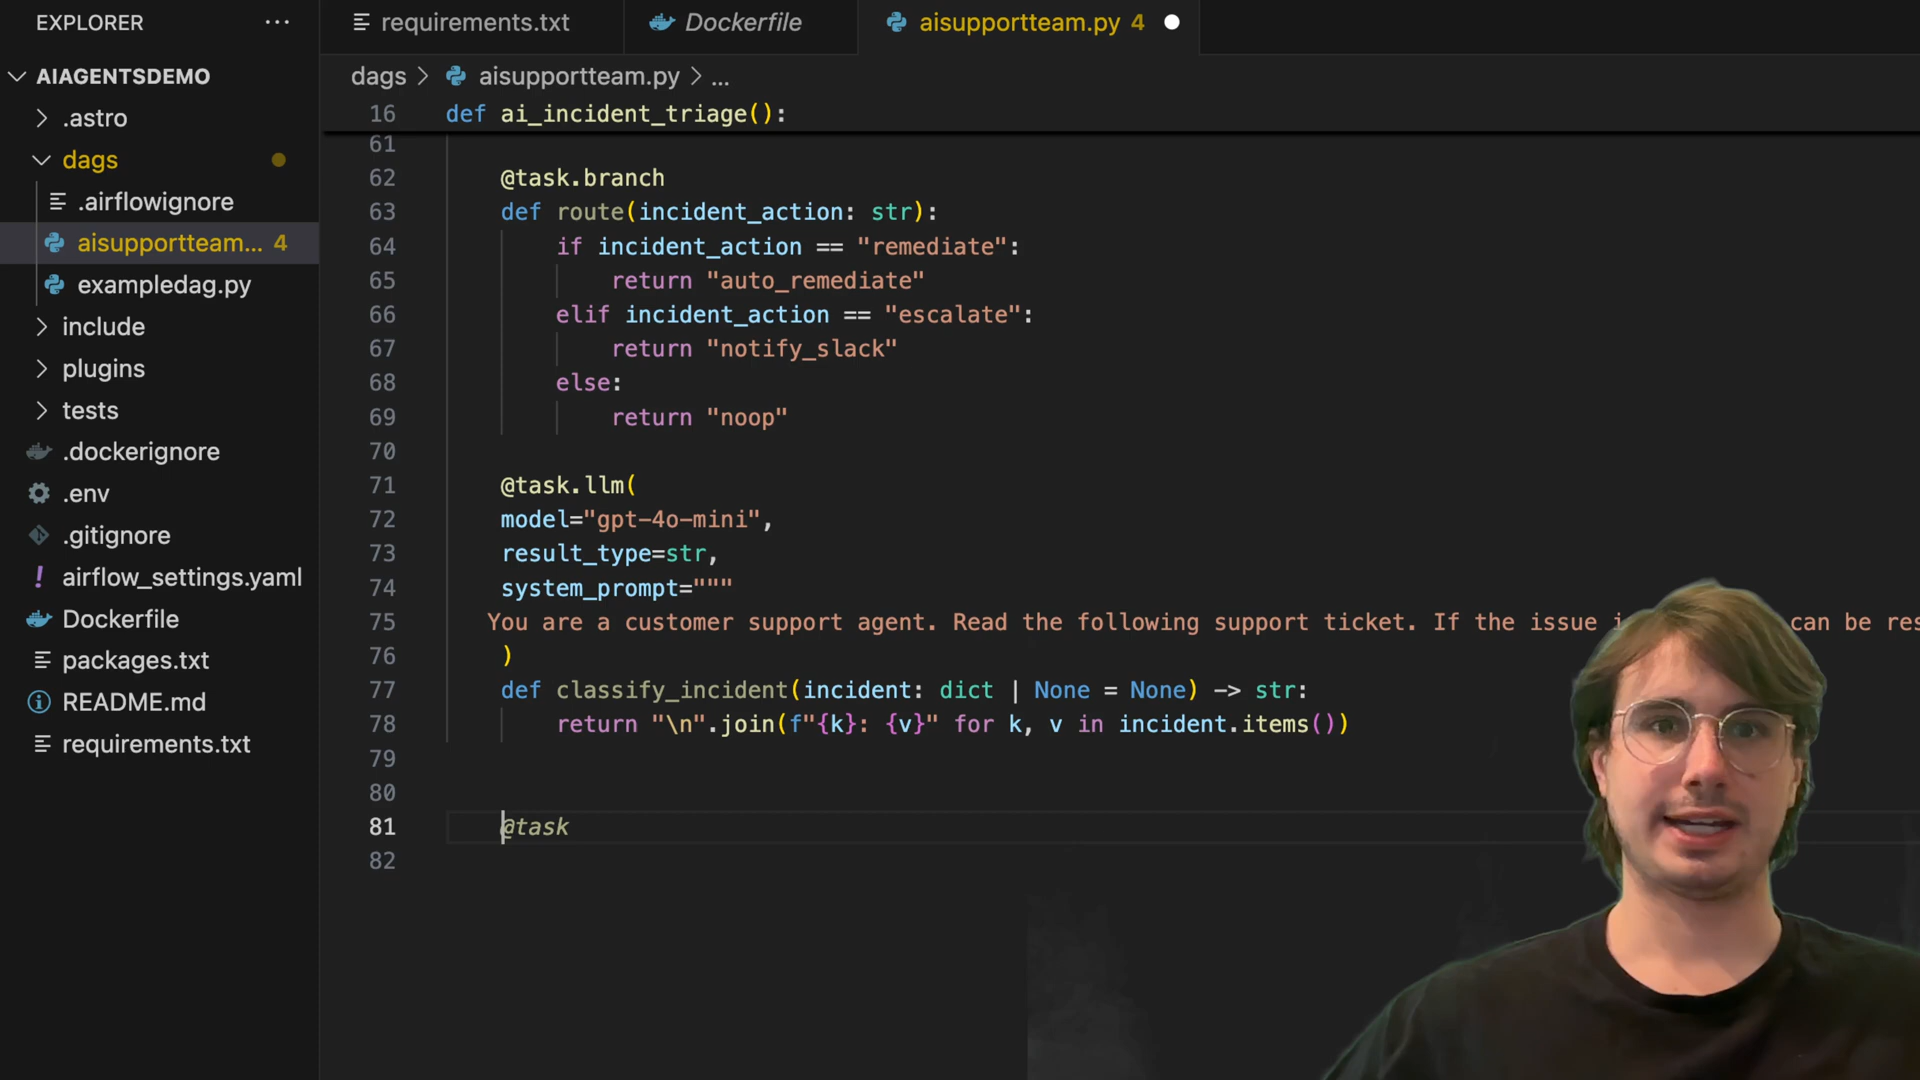 EXPLORER
AIAGENTSDEMO
.astro
dags
.airflowignore
aisupportteam... 4
exampledag.py
include
plugins
tests
.dockerignore
.env
.gitignore
airflow_settings.yaml
Dockerfile
packages.txt
README.md
requirements.txt
requirements.txt
Dockerfile
aisupportteam.py 4
dags > aisupportteam.py > ...
16 def ai_incident_triage():
61
62 @task.branch
63 def route(incident_action: str):
64 if incident_action == "remediate":
65 return "auto_remediate"
66 elif incident_action == "escalate":
67 return "notify_slack"
68 else:
69 return "noop"
70
71 @task.llm(
72 model="gpt-4o-mini",
73 result_type=str,
74 system_prompt="""
75 You are a customer support agent. Read the following support ticket. If the issue can be
76 )
77 def classify_incident(incident: dict | None = None) -> str:
78 return "\n".join(f"{k}: {v}" for k, v in incident.items())
79
80
81 @task
82